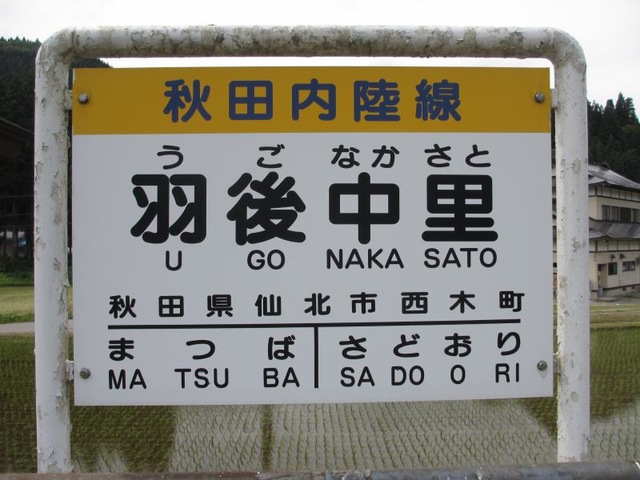 秋田内陸線
うごなかさと
羽後中里
U GO NAKA SATO
秋田県仙北市西木町
まつば さどおり
MA TSU BA SA DO O RI